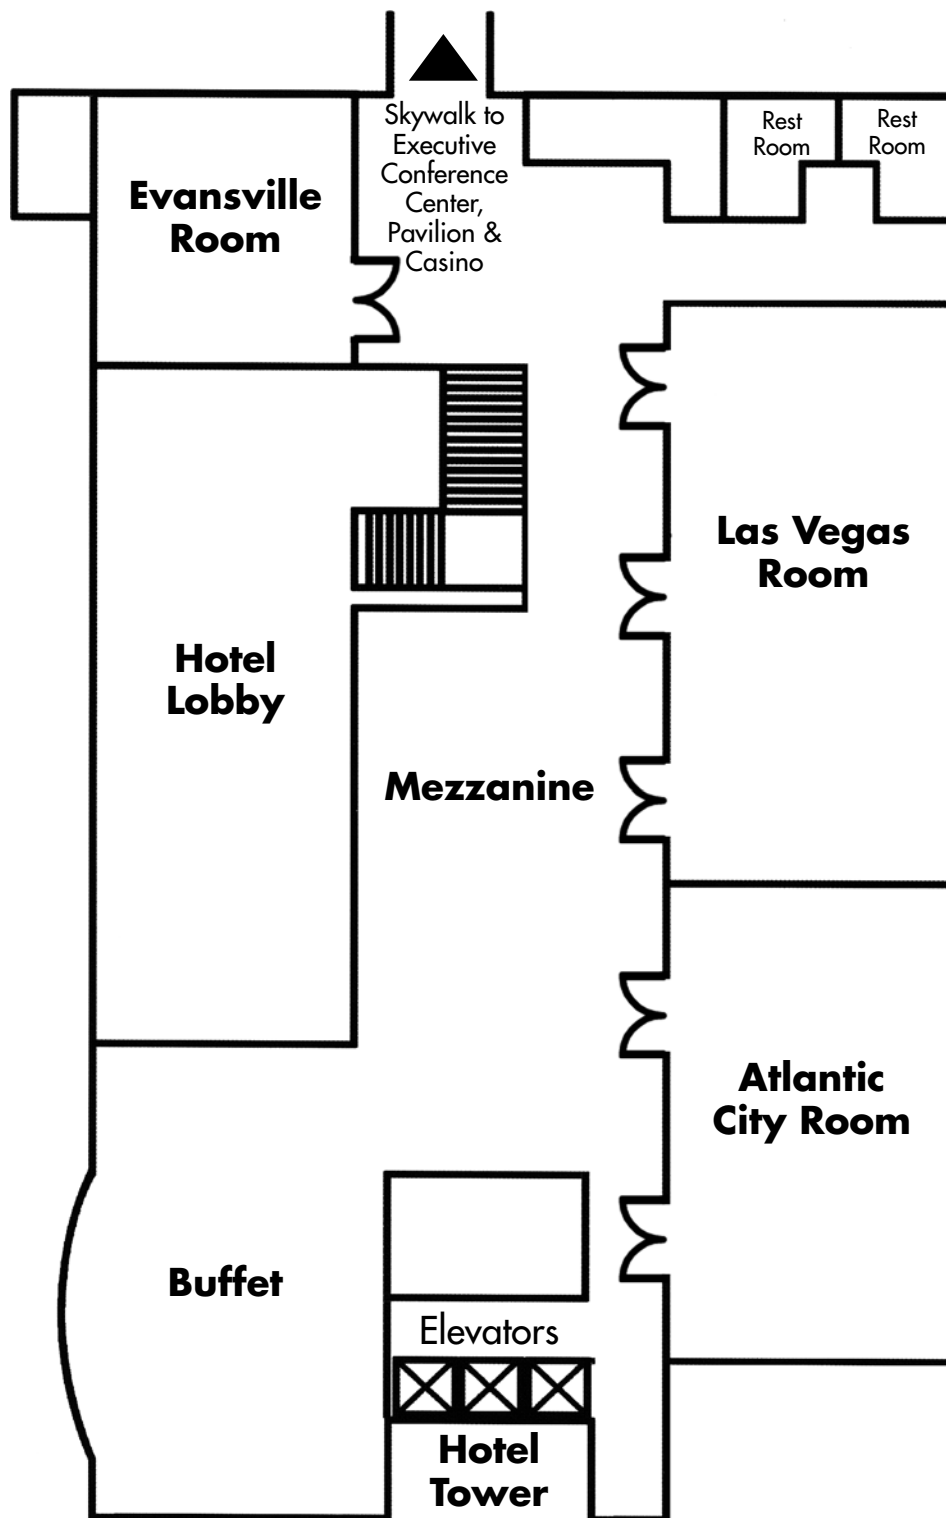 Skywalk to
Executive
Conference
Center,
Pavilion &
Casino
Rest
Room
Rest
Room
Evansville
Room
Las Vegas
Room
Hotel
Lobby
Mezzanine
Atlantic
City Room
Buffet
Elevators
Hotel
Tower